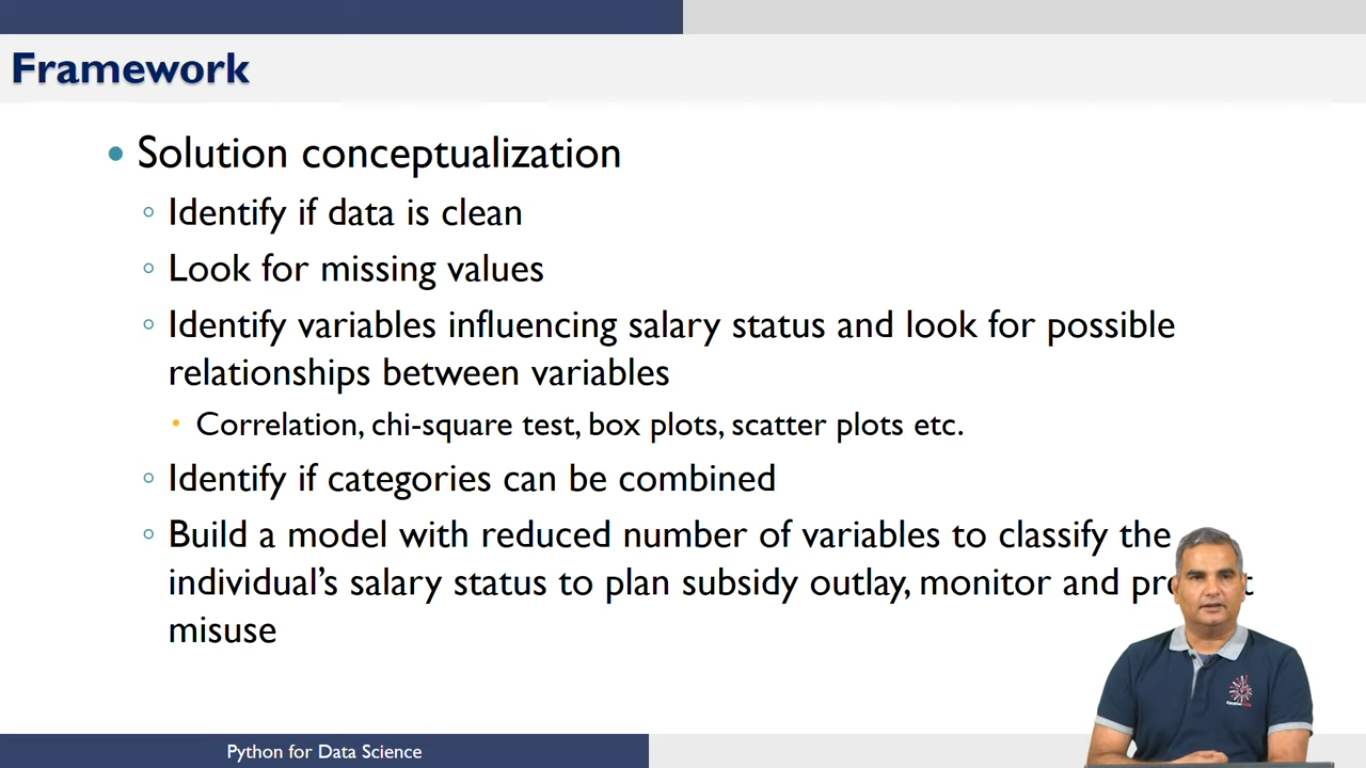 Framework
Solution conceptualization
Identify if data is clean
Look for missing values
Identify variables influencing salary status and look for possible
relationships between variables
Correlation, chi-square test, box plots, scatter plots etc.
Identify if categories can be combined
Build a model with reduced number of variables to classify the
individual’s salary status to plan subsidy outlay, monitor and
misuse
Python for Data Science